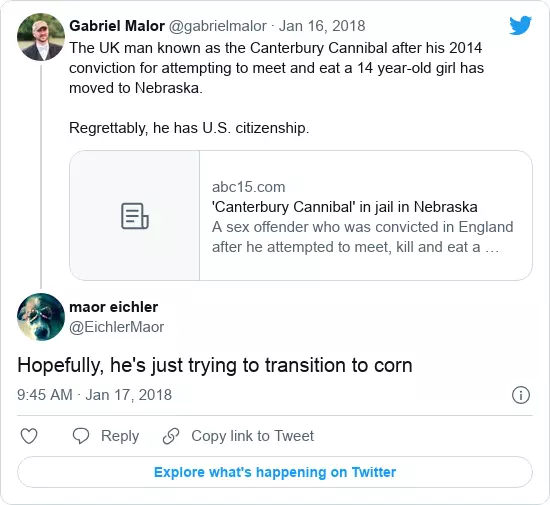 Gabriel Malor @gabrielmalor · Jan 16, 2018
The UK man known as the Canterbury Cannibal after his 2014
conviction for attempting to meet and eat a 14 year-old girl has
moved to Nebraska.
Regrettably, he has U.S. citizenship.
abc15.com
'Canterbury Cannibal' in jail in Nebraska
A sex offender who was convicted in England
after he attempted to meet, kill and eat a …
maor eichler
@EichlerMaor
Hopefully, he's just trying to transition to corn
9:45 AM · Jan 17, 2018
Reply
Copy link to Tweet
Explore what's happening on Twitter